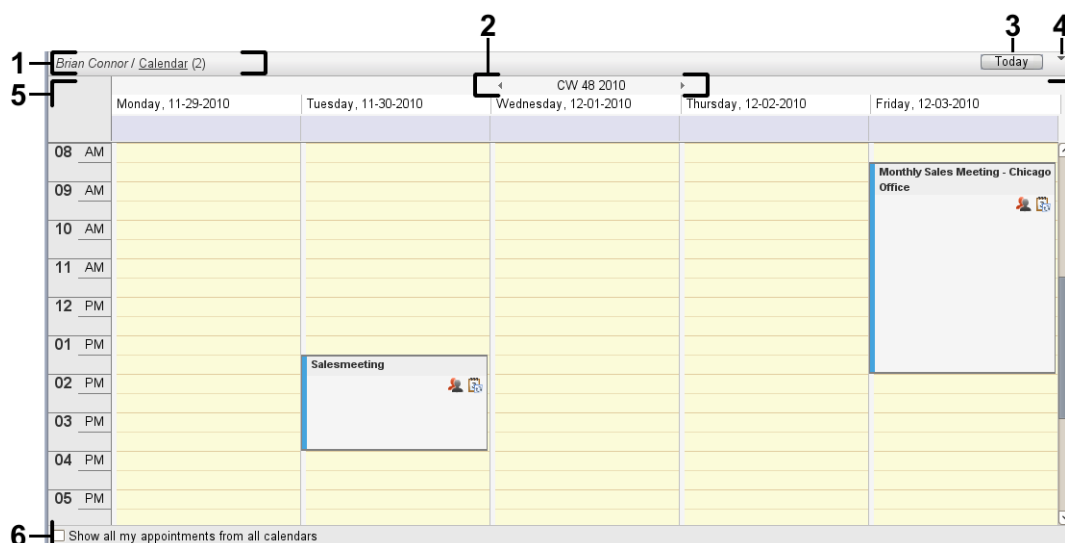 2 3 4
1 Brian Connor / Calendar (2) Today
5 CW 48 2010
Monday, 11-29-2010 Tuesday, 11-30-2010 Wednesday, 12-01-2010 Thursday, 12-02-2010 Friday, 12-03-2010
08 AM
Monthly Sales Meeting - Chicago
Office
09 AM
10 AM
11 AM
12 PM
01 PM
Salesmeeting
02 PM
03 PM
04 PM
05 PM
6 Show all my appointments from all calendars